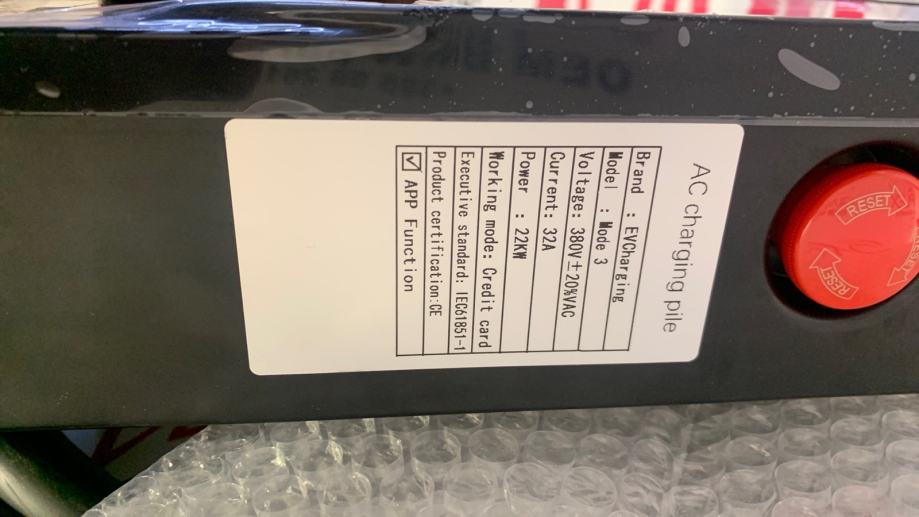 AC charging pile
Brand : EVCharging
Model : Mode 3
Voltage: 380V±20%VAC
Current: 32A
Power : 22KW
Working mode: Credit card
Executive standard: IEC61851-1
Product certification:CE
☑ APP Function
RESET
RESET
RESET